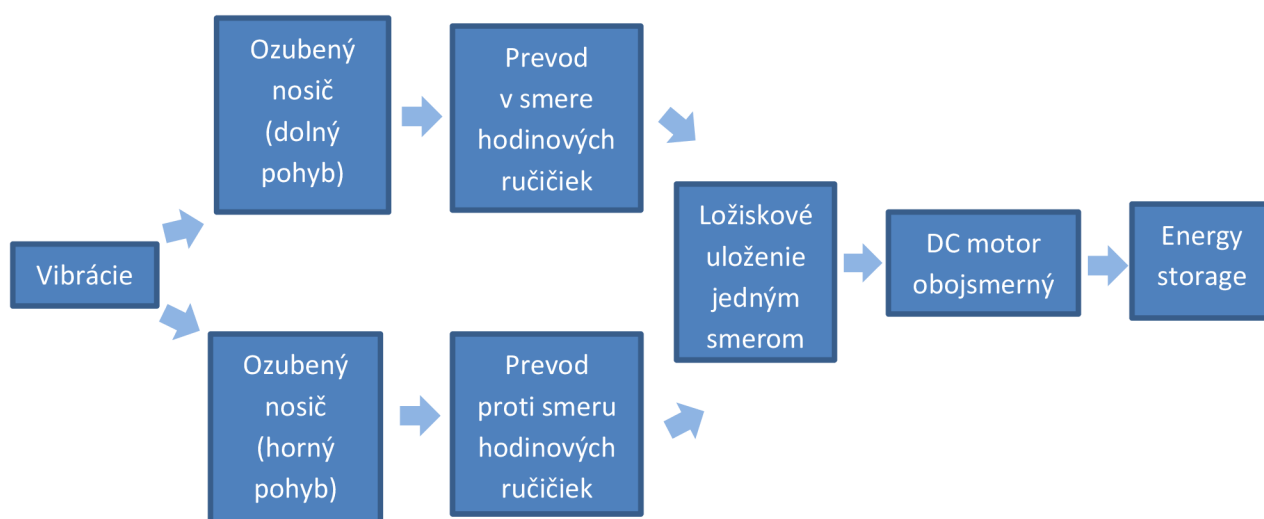 Vibrácie
Ozubený
nosič
(dolný
pohyb)
Prevod
v smere
hodinových
ručičiek
Ozubený
nosič
(horný
pohyb)
Prevod
proti smeru
hodinových
ručičiek
Ložiskové
uloženie
jedným
smerom
DC motor
obojsmerný
Energy
storage